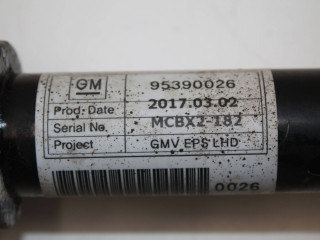 GM 95390026
Prod. Date 2017.03.02
Serial No. MCBX2-182
Project GMV EPS LHD
0026